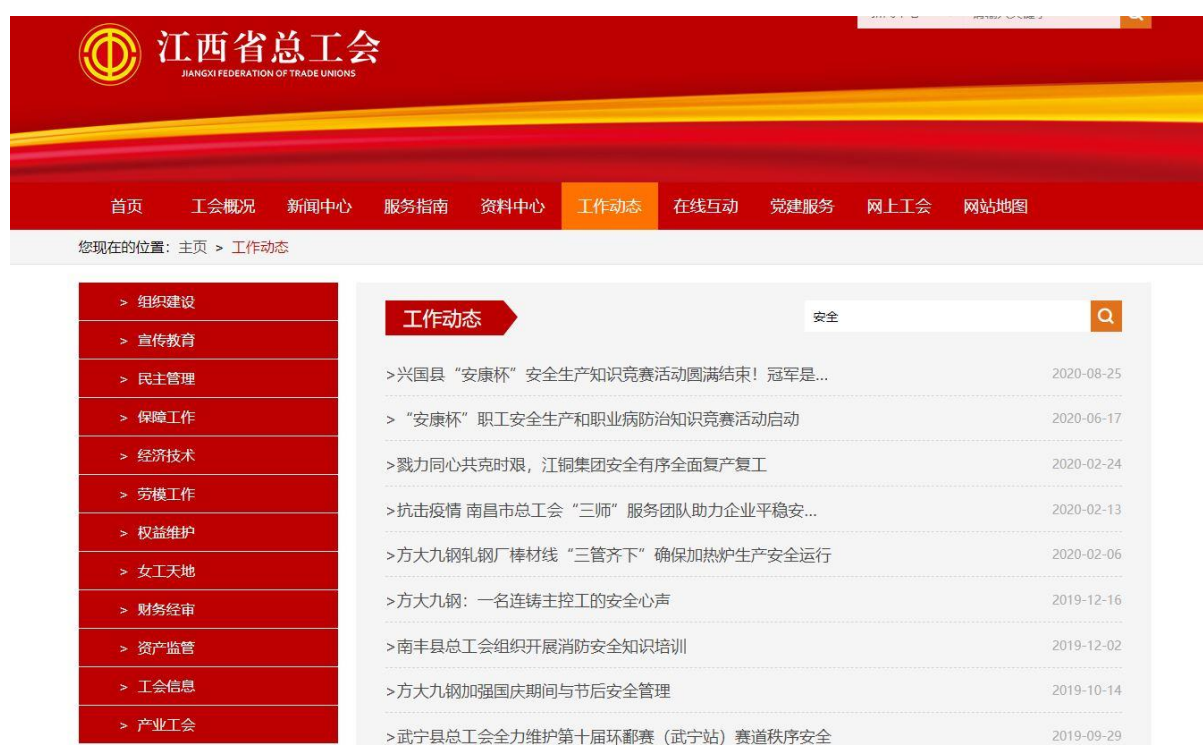 江西省总工会
JIANGXI FEDERATION OF TRADE UNIONS
首页 工会概况 新闻中心 服务指南 资料中心 工作动态 在线互动 党建服务 网上工会 网站地图
您现在的位置：主页 > 工作动态
> 组织建设
> 宣传教育
> 民主管理
> 保障工作
> 经济技术
> 劳模工作
> 权益维护
> 女工天地
> 财务经审
> 资产监管
> 工会信息
> 产业工会
工作动态 安全
>兴国县“安康杯”安全生产知识竞赛活动圆满结束！冠军是... 2020-08-25
>“安康杯”职工安全生产和职业病防治知识竞赛活动启动 2020-06-17
>戮力同心共克时艰，江铜集团安全有序全面复产复工 2020-02-24
>抗击疫情 南昌市总工会“三师”服务团队助力企业平稳安... 2020-02-13
>方大九钢轧钢厂棒材线“三管齐下”确保加热炉生产安全运行 2020-02-06
>方大九钢：一名连铸主控工的安全心声 2019-12-16
>南丰县总工会组织开展消防安全知识培训 2019-12-02
>方大九钢加强国庆期间与节后安全管理 2019-10-14
>武宁县总工会全力维护第十届环鄱赛（武宁站）赛道秩序安全 2019-09-29